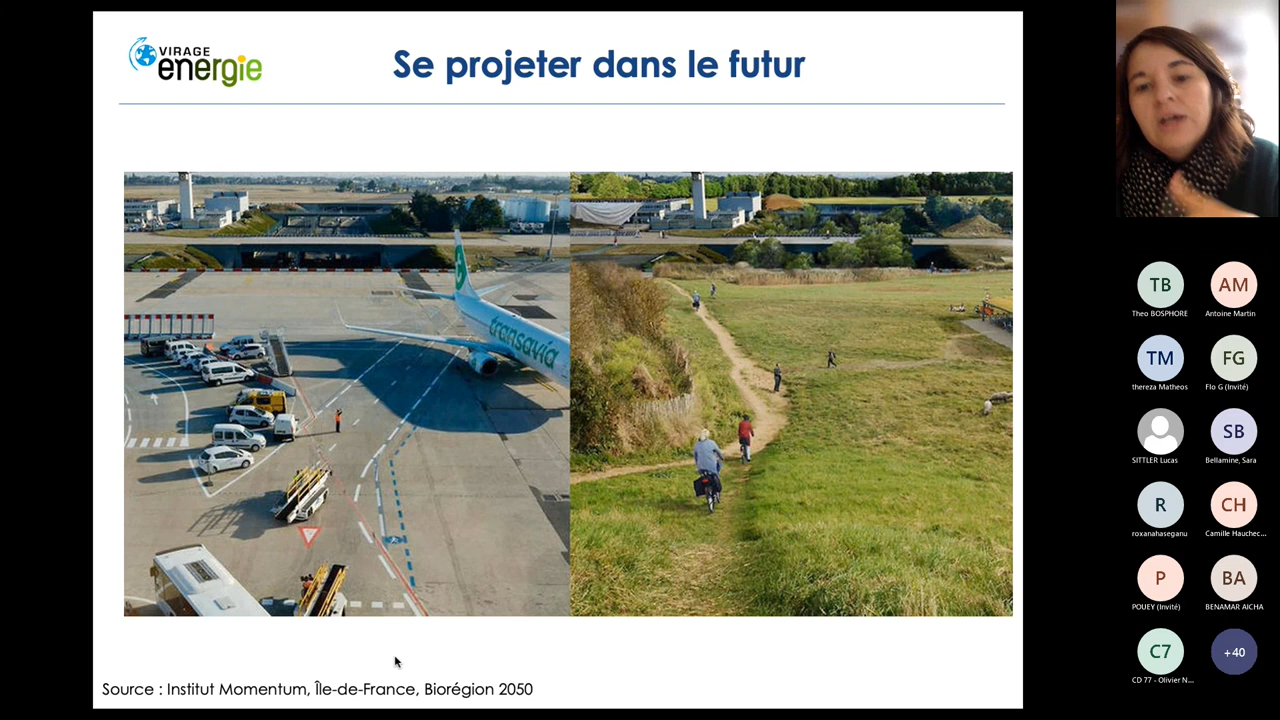 VIRAGE
énergie
Se projeter dans le futur
transavia
Source : Institut Momentum, Île-de-France, Biorégion 2050
TB
AM
Theo BOSPHORE
Antoine Martin
TM
FG
thereza Matheos
Flo G (Invité)
SB
SITTLER Lucas
Bellamine, Sara
R
CH
roxanahaseganu
Camille Hauchec...
P
BA
POUEY (Invité)
BENAMAR AICHA
C7
+40
CD 77 - Olivier N...